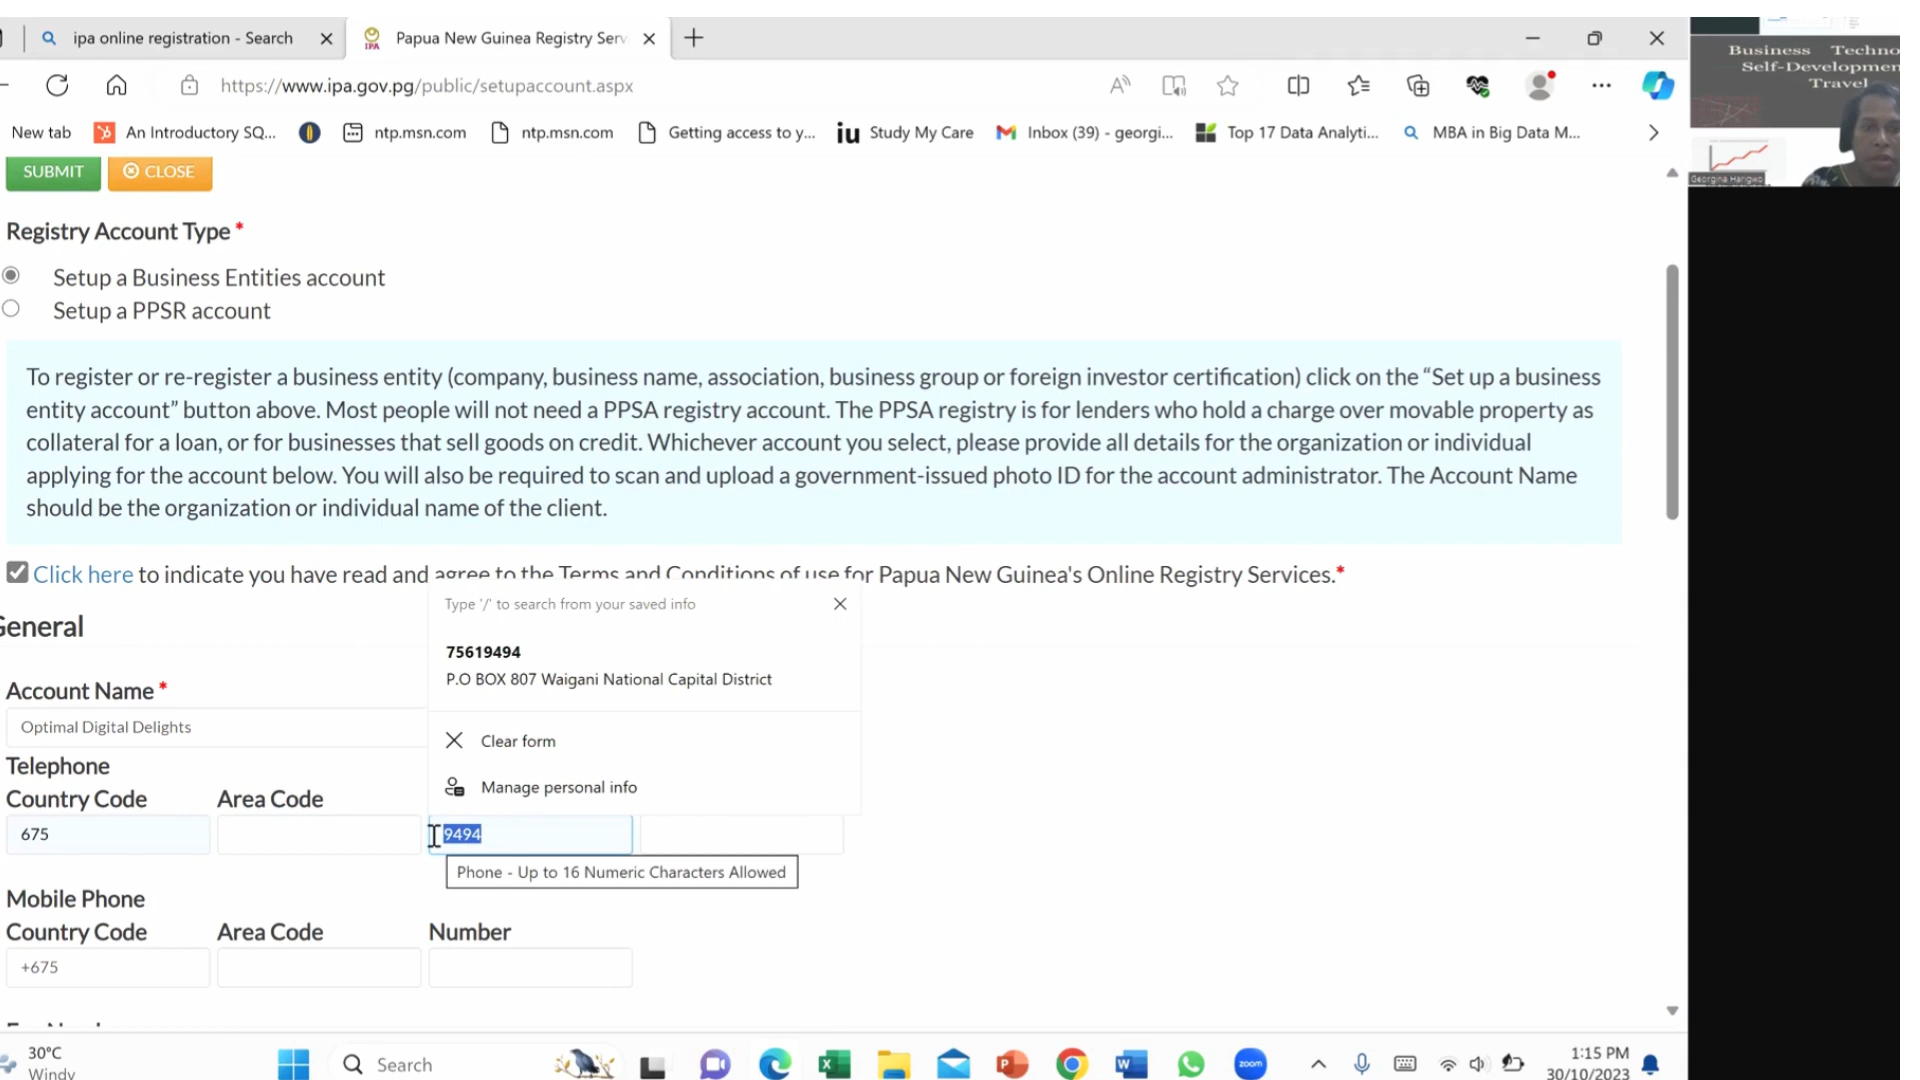 ipa online registration - Search
Papua New Guinea Registry Serv
IPA
https://www.ipa.gov.pg/public/setupaccount.aspx
New tab
An Introductory SQ...
ntp.msn.com
ntp.msn.com
Getting access to y...
iu Study My Care
Inbox (39) - georgi...
Top 17 Data Analyti...
MBA in Big Data M...
Business Techno
Self-Developmen
Travel
Georgina Harigwo
SUBMIT
CLOSE
Registry Account Type *
Setup a Business Entities account
Setup a PPSR account
To register or re-register a business entity (company, business name, association, business group or foreign investor certification) click on the “Set up a business
entity account” button above. Most people will not need a PPSA registry account. The PPSA registry is for lenders who hold a charge over movable property as
collateral for a loan, or for businesses that sell goods on credit. Whichever account you select, please provide all details for the organization or individual
applying for the account below. You will also be required to scan and upload a government-issued photo ID for the account administrator. The Account Name
should be the organization or individual name of the client.
Click here to indicate you have read and agree to the Terms and Conditions of use for Papua New Guinea's Online Registry Services.*
General
Type '/' to search from your saved info
75619494
P.O BOX 807 Waigani National Capital District
Clear form
Manage personal info
Account Name *
Optimal Digital Delights
Telephone
Country Code
Area Code
675
9494
Phone - Up to 16 Numeric Characters Allowed
Mobile Phone
Country Code
Area Code
Number
+675
30°C
Windy
Search
zoom
1:15 PM
30/10/2023